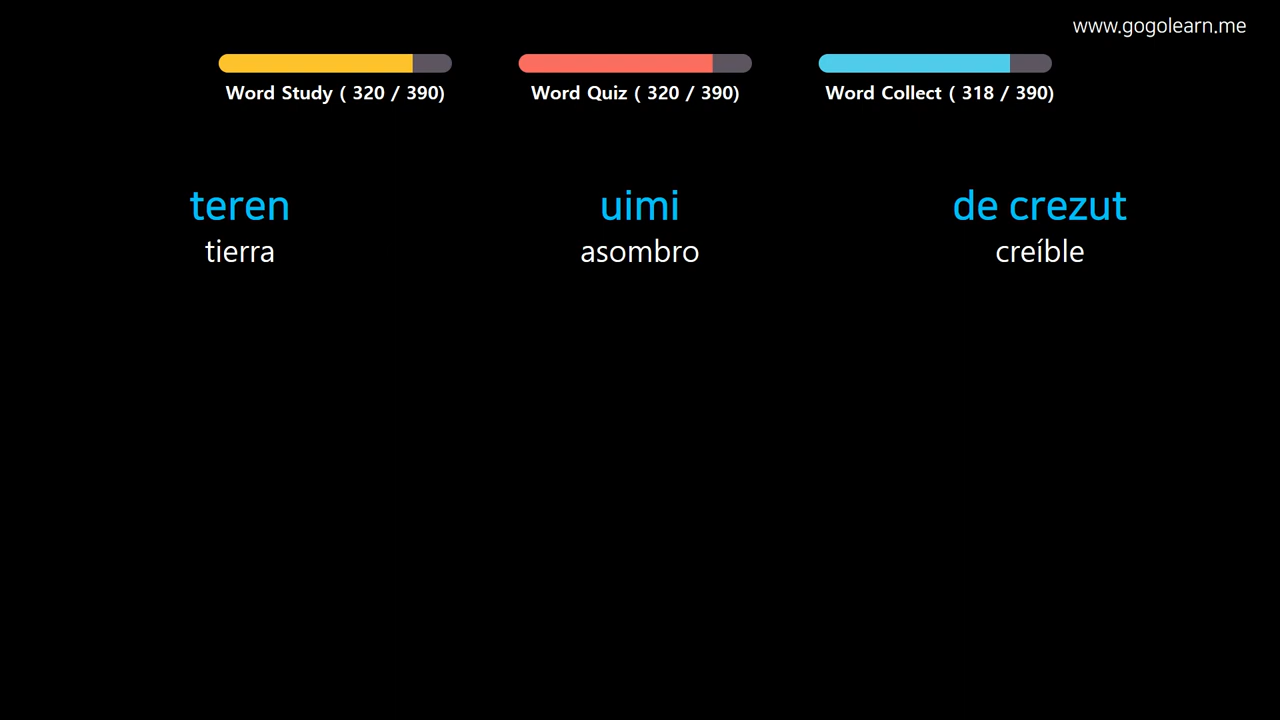 www.gogolearn.me
Word Study ( 320 / 390)
Word Quiz ( 320 / 390)
Word Collect ( 318 / 390)
teren
tierra
uimi
asombro
de crezut
creíble